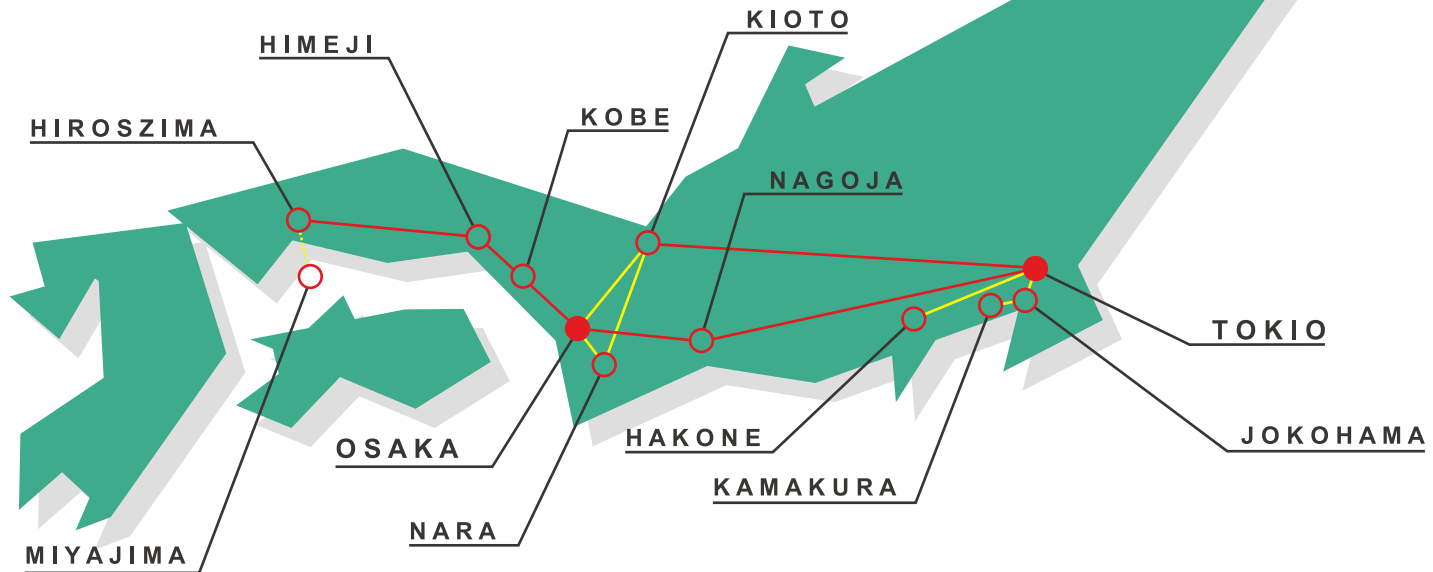 KIOTO
HIMEJI
KOBE
HIROSZIMA
NAGOJA
TOKIO
OSAKA
HAKONE
JOKOHAMA
KAMAKURA
NARA
MIYAJIMA